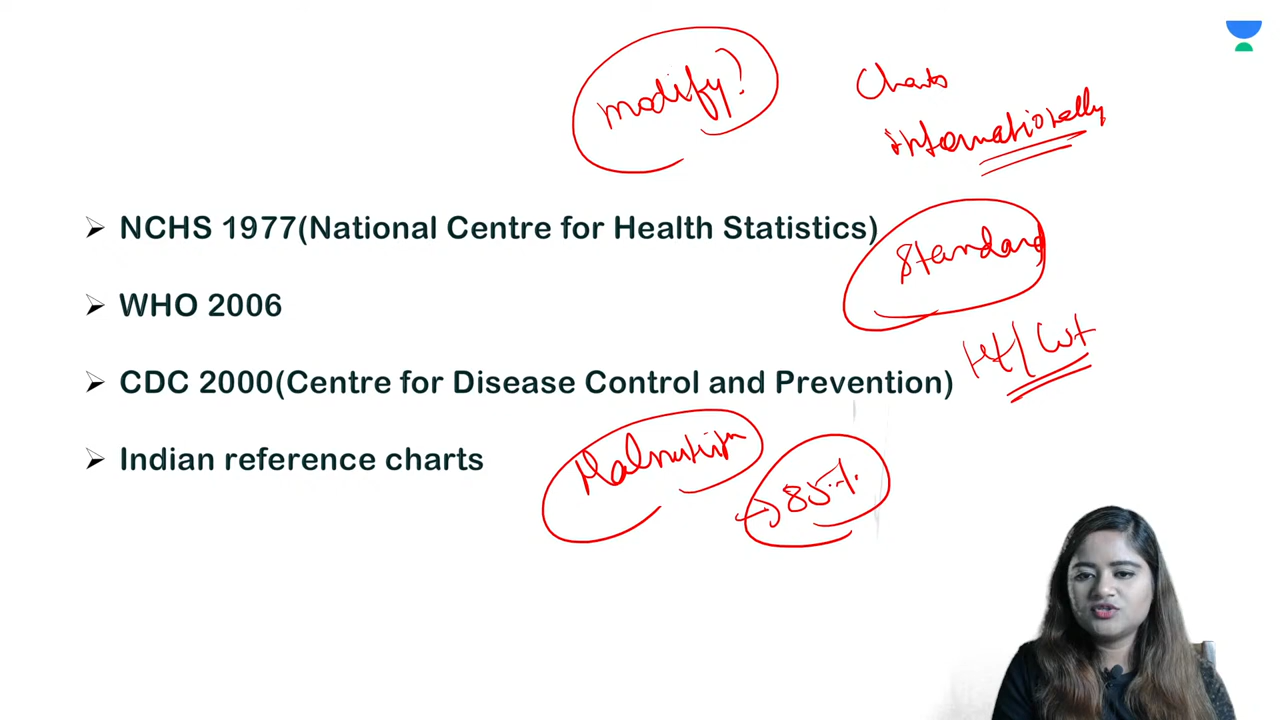 modify?
Charts
internationally
➢ NCHS 1977(National Centre for Health Statistics)
Standard
➢ WHO 2006
Ht/Wt
➢ CDC 2000(Centre for Disease Control and Prevention)
➢ Indian reference charts
Malnutrition
→ 85%